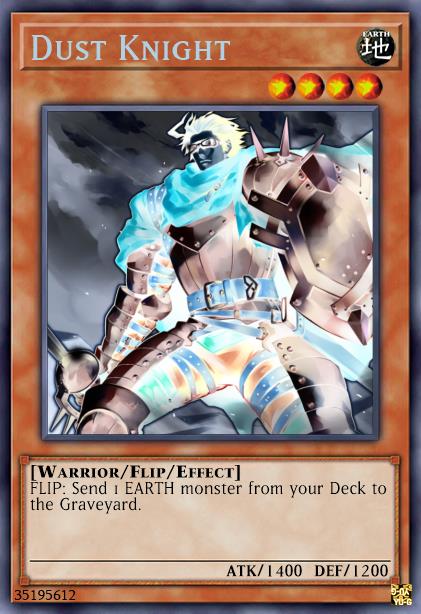 Dust Knight
EARTH
地
[Warrior/Flip/Effect]
FLIP: Send 1 EARTH monster from your Deck to
the Graveyard.
ATK/1400 DEF/1200
35195612